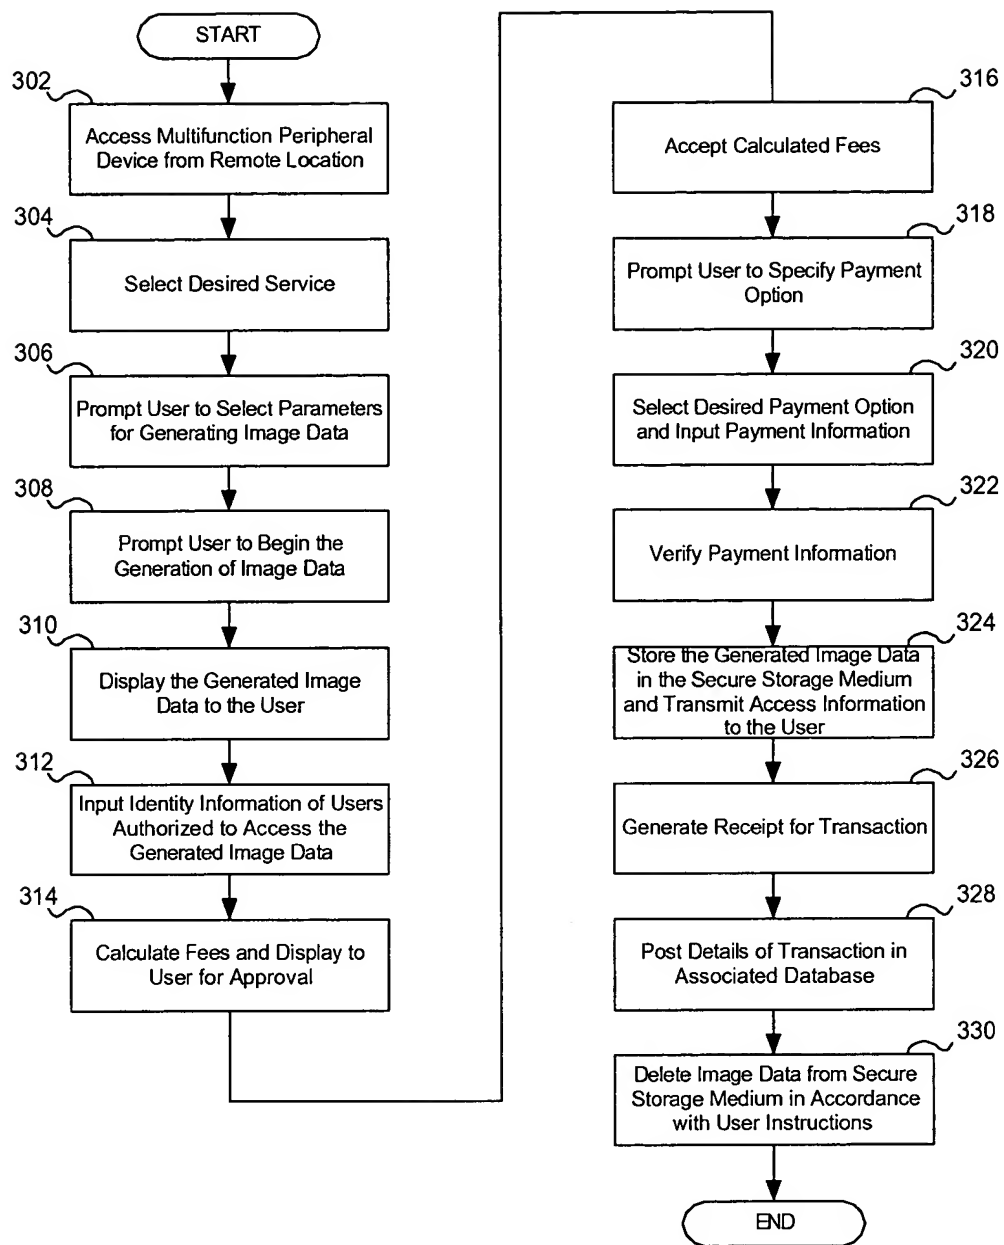 START
302
Access Multifunction Peripheral
Device from Remote Location
304
Select Desired Service
306
Prompt User to Select Parameters
for Generating Image Data
308
Prompt User to Begin the
Generation of Image Data
310
Display the Generated Image
Data to the User
312
Input Identity Information of Users
Authorized to Access the
Generated Image Data
314
Calculate Fees and Display to
User for Approval
316
Accept Calculated Fees
318
Prompt User to Specify Payment
Option
320
Select Desired Payment Option
and Input Payment Information
322
Verify Payment Information
324
Store the Generated Image Data
in the Secure Storage Medium
and Transmit Access Information
to the User
326
Generate Receipt for Transaction
328
Post Details of Transaction in
Associated Database
330
Delete Image Data from Secure
Storage Medium in Accordance
with User Instructions
END